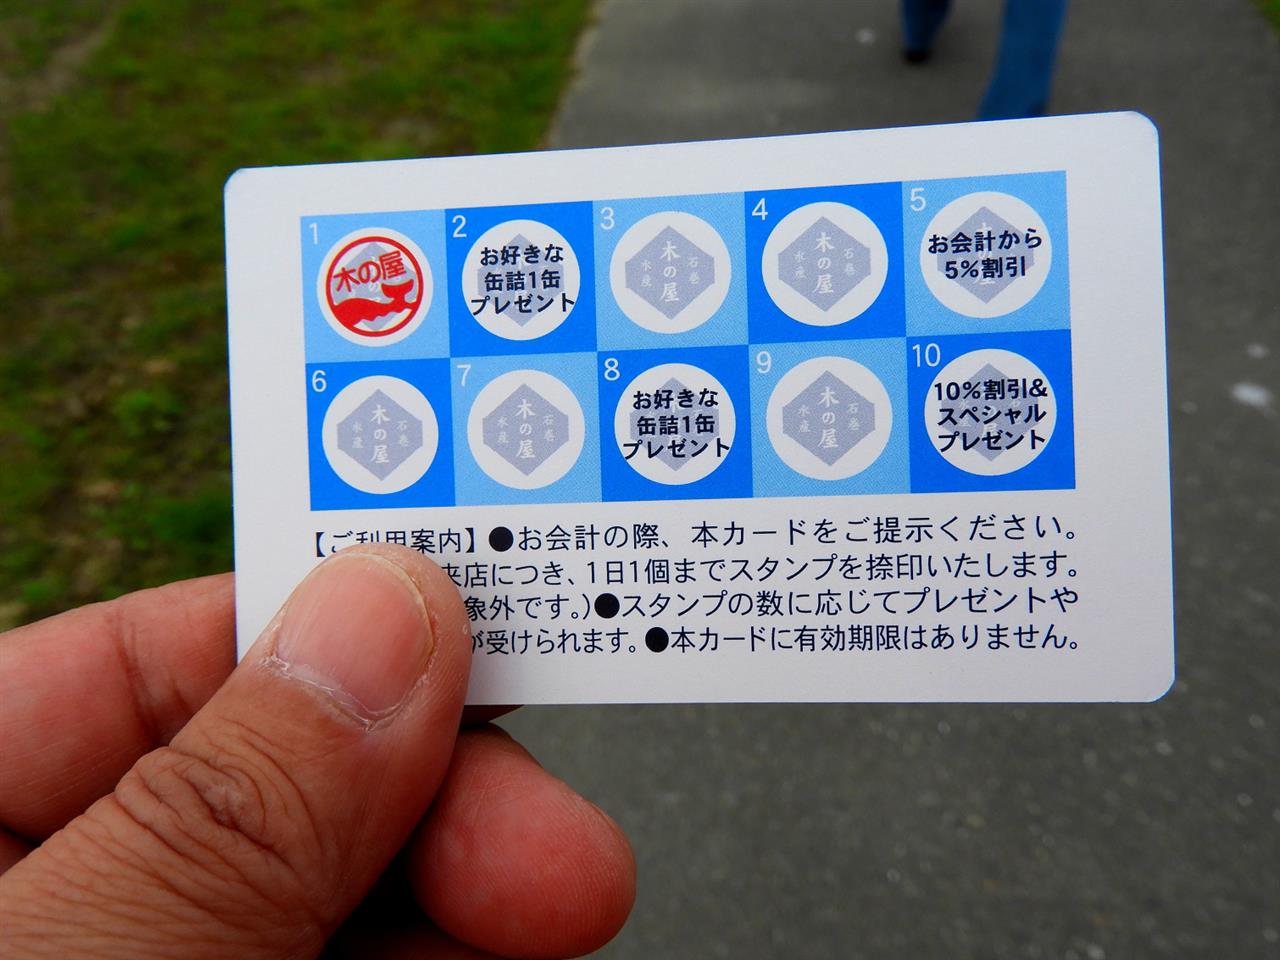 1
木の屋
2
お好きな
缶詰1缶
プレゼント
3
木の屋
石巻
水産
4
木の屋
石巻
水産
5
お会計から
5%割引
6
木の屋
石巻
水産
7
木の屋
石巻
水産
8
お好きな
缶詰1缶
プレゼント
9
木の屋
石巻
水産
10
10%割引&
スペシャル
プレゼント
【ご利用案内】●お会計の際、本カードをご提示ください。
来店につき、1日1個までスタンプを捺印いたします。
象外です。)●スタンプの数に応じてプレゼントや
が受けられます。●本カードに有効期限はありません。